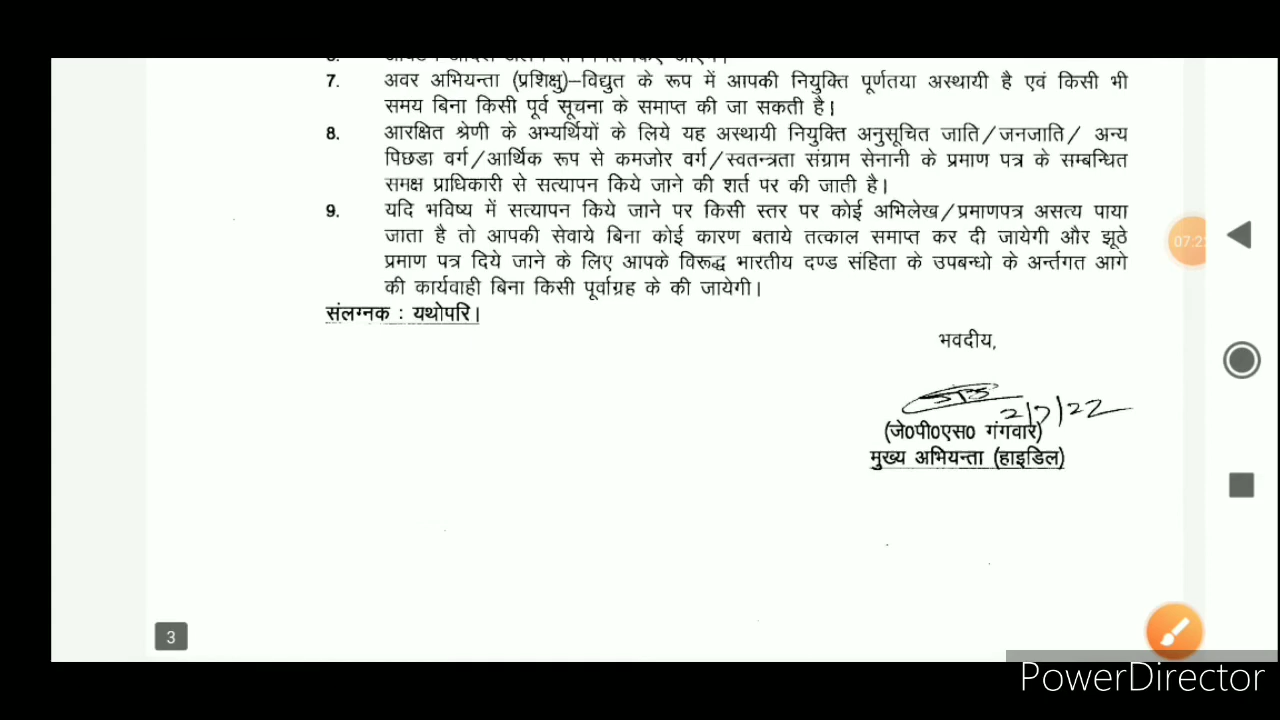 7. अवर अभियन्ता (प्रशिक्षु)–विद्युत के रूप में आपकी नियुक्ति पूर्णतया अस्थायी है एवं किसी भी
समय बिना किसी पूर्व सूचना के समाप्त की जा सकती है।
8. आरक्षित श्रेणी के अभ्यर्थियों के लिये यह अस्थायी नियुक्ति अनुसूचित जाति/जनजाति/ अन्य
पिछडा वर्ग/आर्थिक रूप से कमजोर वर्ग/स्वतन्त्रता संग्राम सेनानी के प्रमाण पत्र के सम्बन्धित
समक्ष प्राधिकारी से सत्यापन किये जाने की शर्त पर की जाती है।
9. यदि भविष्य में सत्यापन किये जाने पर किसी स्तर पर कोई अभिलेख/प्रमाणपत्र असत्य पाया
जाता है तो आपकी सेवाये बिना कोई कारण बताये तत्काल समाप्त कर दी जायेगी और झूठे
प्रमाण पत्र दिये जाने के लिए आपके विरूद्ध भारतीय दण्ड संहिता के उपबन्धो के अर्न्तगत आगे
की कार्यवाही बिना किसी पूर्वाग्रह के की जायेगी।
संलग्नक : यथोपरि।
भवदीय,
2/7/22
(जे0पी0एस0 गंगवार)
मुख्य अभियन्ता (हाइडिल)
3
PowerDirector